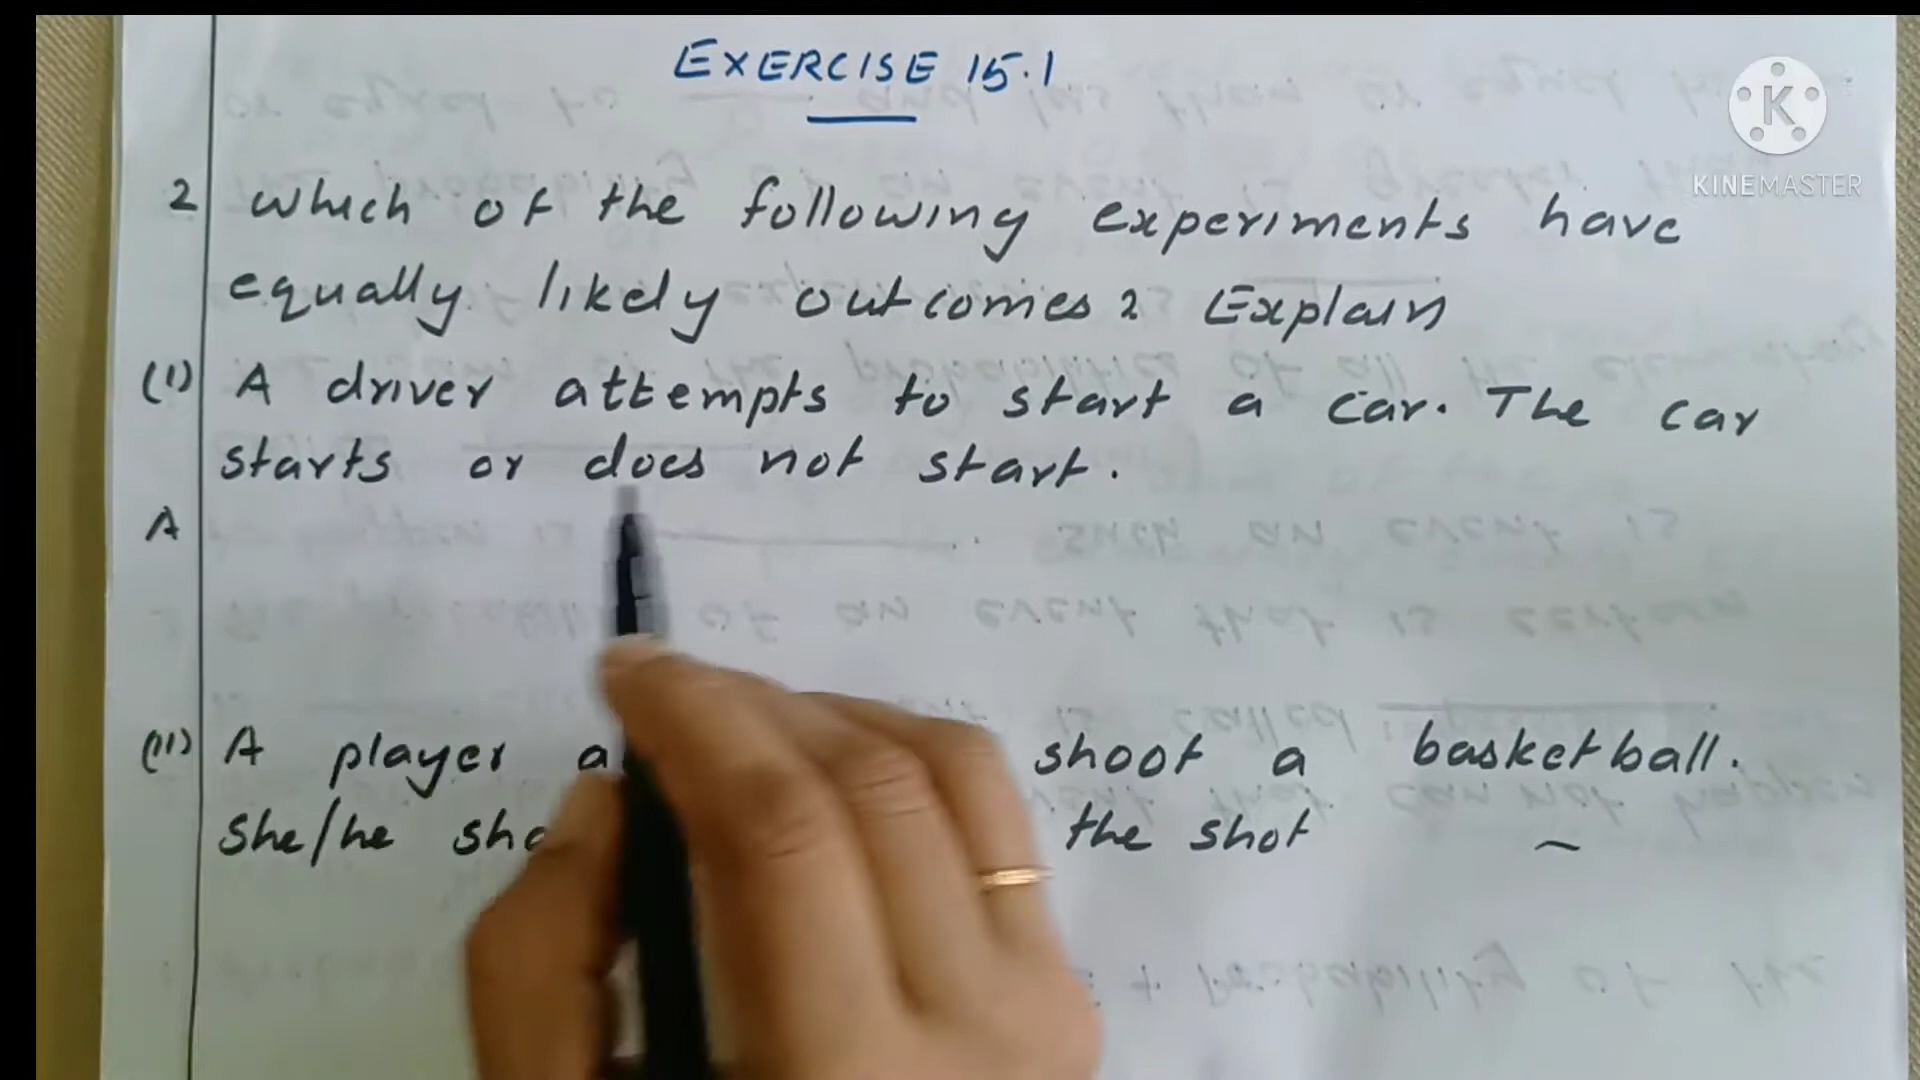 EXERCISE 15.1
2 which of the following experiments have
equally likely outcomes? Explain
(i) A driver attempts to start a car. The car
starts or does not start.
A
(ii) A player shoot a basketball.
She/he the shot
KINEMASTER